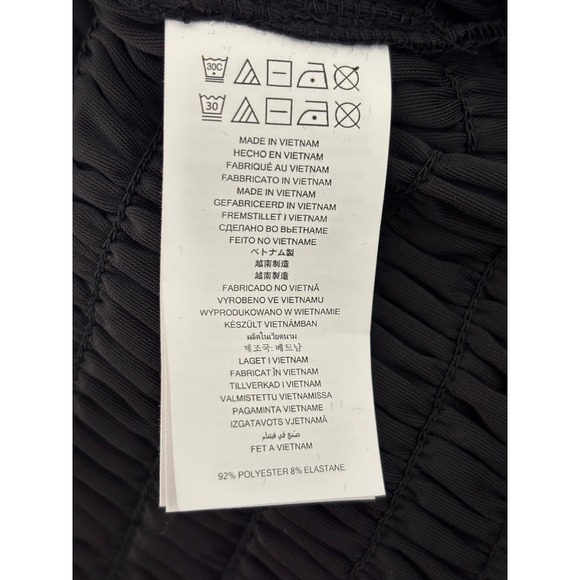 30C
30
MADE IN VIETNAM
HECHO EN VIETNAM
FABRIQUÉ AU VIETNAM
FABBRICATO IN VIETNAM
MADE IN VIETNAM
GEFABRICEERD IN VIETNAM
FREMSTILLET I VIETNAM
СДЕЛАНО ВО ВЬЕТНАМЕ
FEITO NO VIETNAME
ベトナム製
越南制造
越南製造
FABRICADO NO VIETNÃ
VYROBENO VE VIETNAMU
WYPRODUKOWANO W WIETNAMIE
KÉSZÜLT VIETNÁMBAN
ผลิตในเวียดนาม
제조국: 베트남
LAGET I VIETNAM
FABRICAT ÎN VIETNAM
TILLVERKAD I VIETNAM
VALMISTETTU VIETNAMISSA
PAGAMINTA VIETNAME
IZGATAVOTS VJETNAMĀ
صنع في فيتنام
FET A VIETNAM
92% POLYESTER 8% ELASTANE